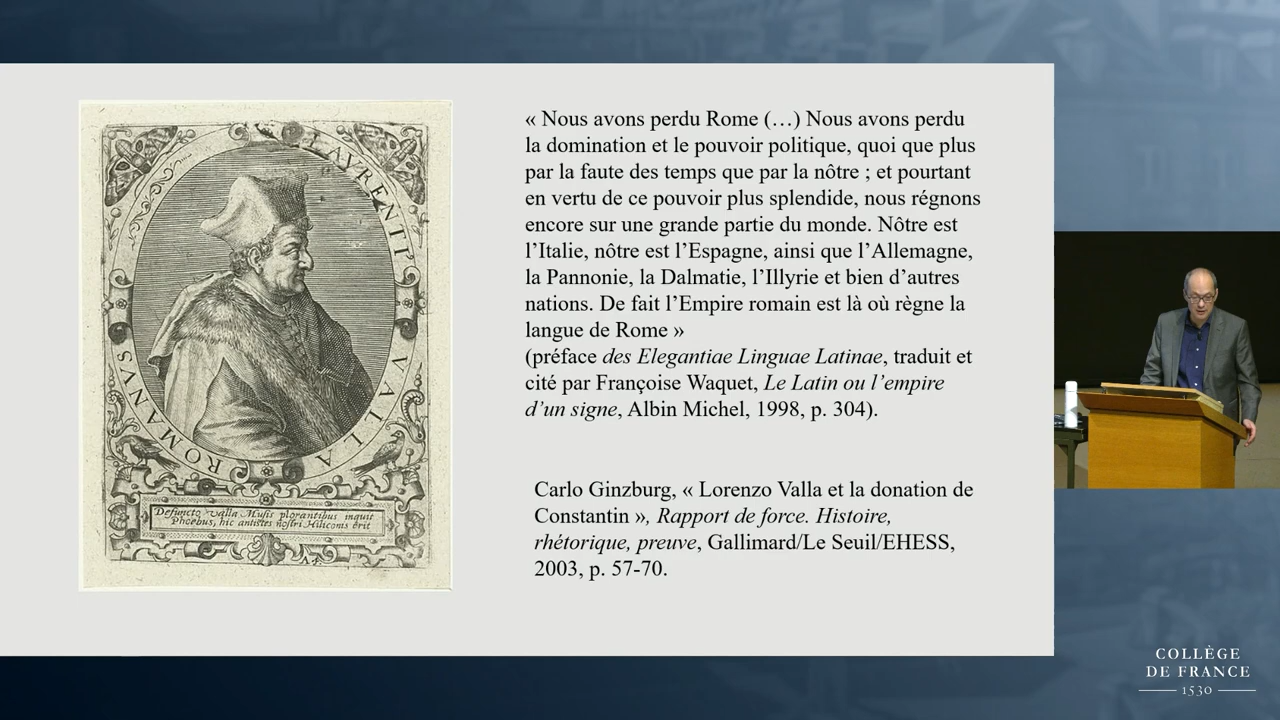 LAVRENTIVS VALLA ROMANUS
Defuncto Valla Musis plorantibus inquit
Phoebus, hic antistes nostri Hiliconis erit
« Nous avons perdu Rome (…) Nous avons perdu
la domination et le pouvoir politique, quoi que plus
par la faute des temps que par la nôtre ; et pourtant
en vertu de ce pouvoir plus splendide, nous régnons
encore sur une grande partie du monde. Nôtre est
l’Italie, nôtre est l’Espagne, ainsi que l’Allemagne,
la Pannonie, la Dalmatie, l’Illyrie et bien d’autres
nations. De fait l’Empire romain est là où règne la
langue de Rome »
(préface des Elegantiae Linguae Latinae, traduit et
cité par Françoise Waquet, Le Latin ou l’empire
d’un signe, Albin Michel, 1998, p. 304).
Carlo Ginzburg, « Lorenzo Valla et la donation de
Constantin », Rapport de force. Histoire,
rhétorique, preuve, Gallimard/Le Seuil/EHESS,
2003, p. 57-70.
COLLÈGE
DE FRANCE
1530